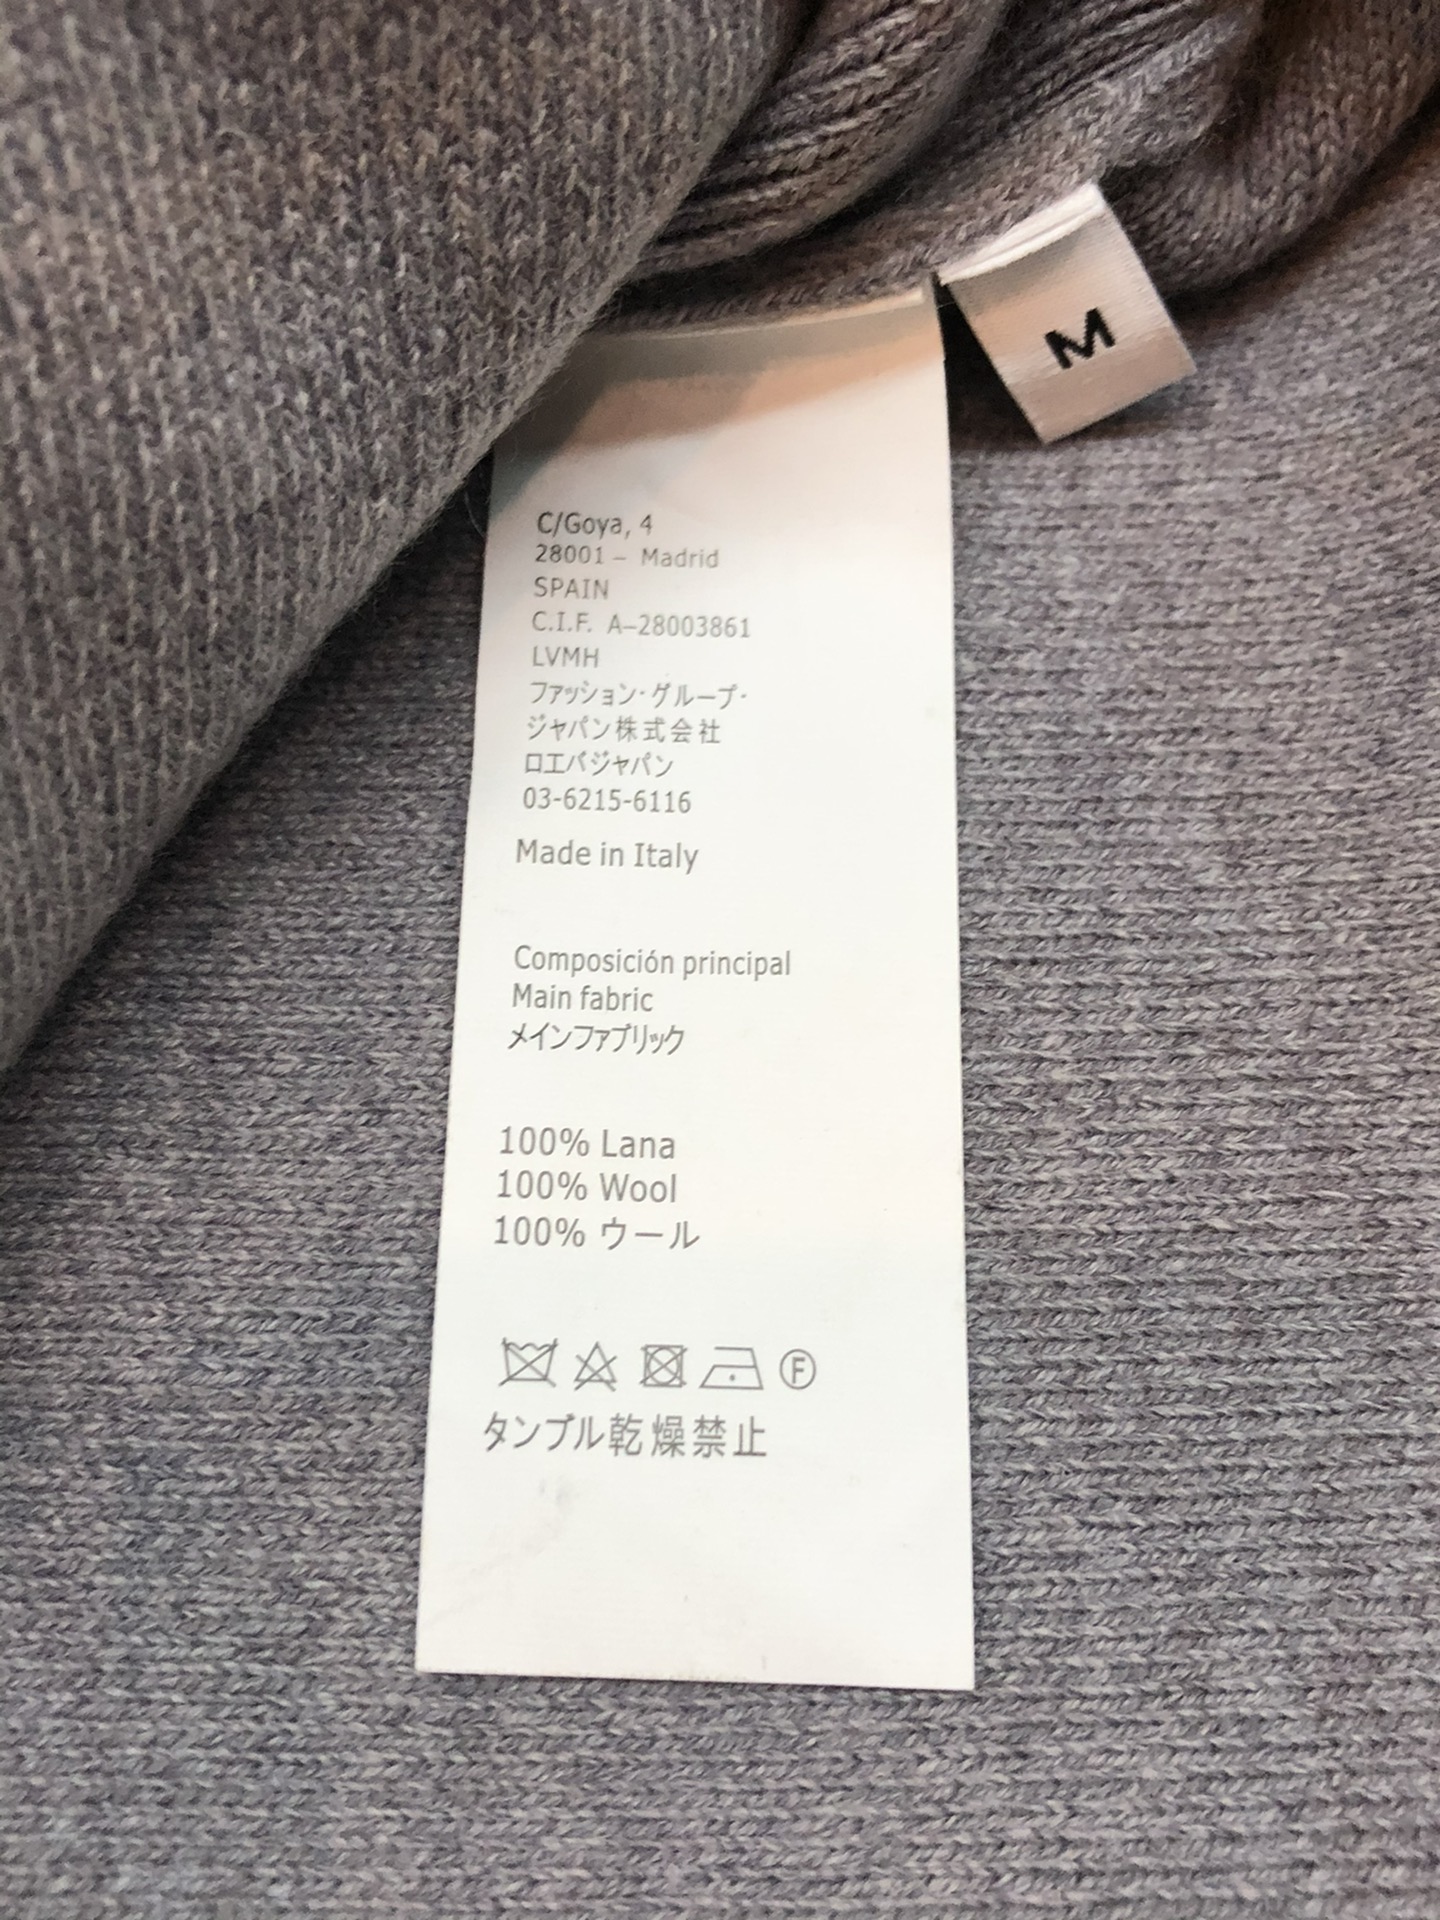 M
C/Goya, 4
28001 – Madrid
SPAIN
C.I.F. A–28003861
LVMH
ファッション・グループ・
ジャパン株式会社
ロエベジャパン
03-6215-6116
Made in Italy
Composición principal
Main fabric
メインファブリック
100% Lana
100% Wool
100% ウール
F
タンブル乾燥禁止